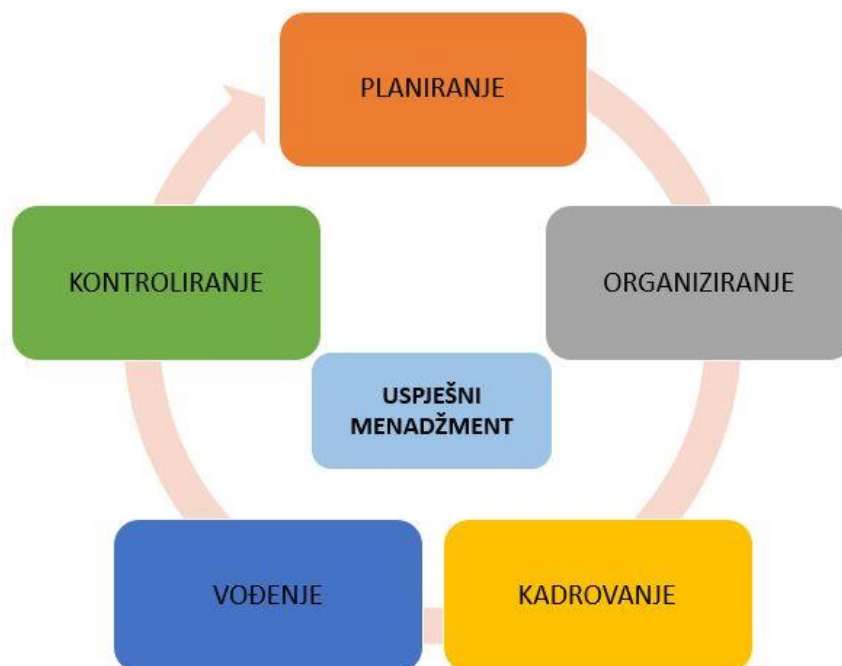 PLANIRANJE
KONTROLIRANJE
ORGANIZIRANJE
USPJEŠNI
MENADŽMENT
VOĐENJE
KADROVANJE